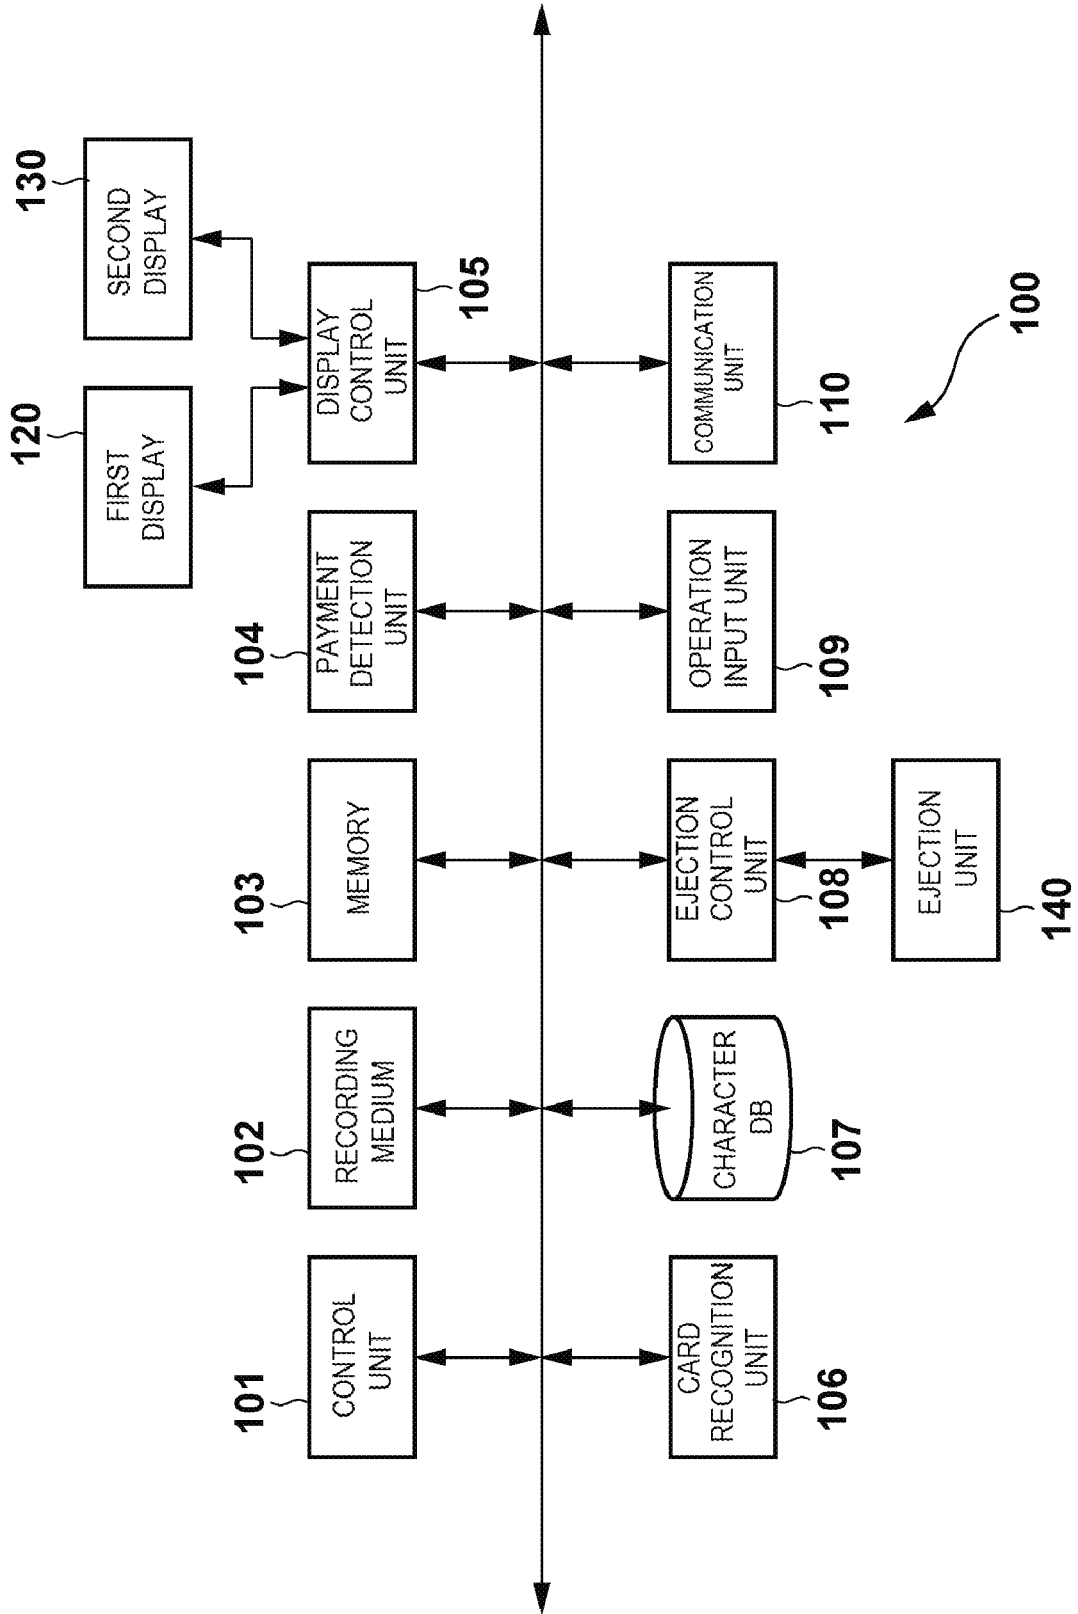 120
FIRST
DISPLAY
130
SECOND
DISPLAY
101
CONTROL
UNIT
102
RECORDING
MEDIUM
103
MEMORY
104
PAYMENT
DETECTION
UNIT
DISPLAY
CONTROL
UNIT
105
CARD
RECOGNITION
UNIT
106
CHARACTER
DB
107
EJECTION
CONTROL
UNIT
108
OPERATION
INPUT UNIT
109
COMMUNICATION
UNIT
110
EJECTION
UNIT
140
100